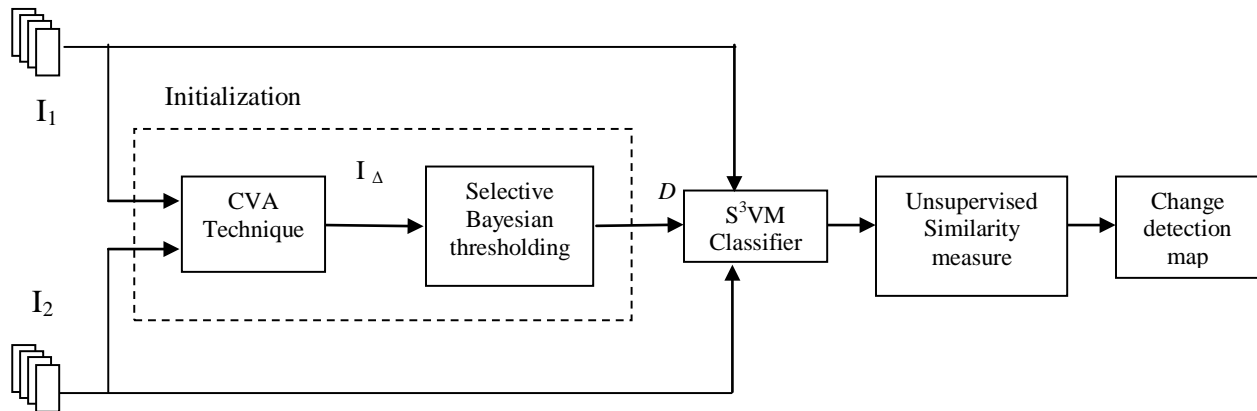 I1
Initialization
CVA
Technique
I Δ
Selective
Bayesian
thresholding
D
S³VM
Classifier
Unsupervised
Similarity
measure
Change
detection
map
I2